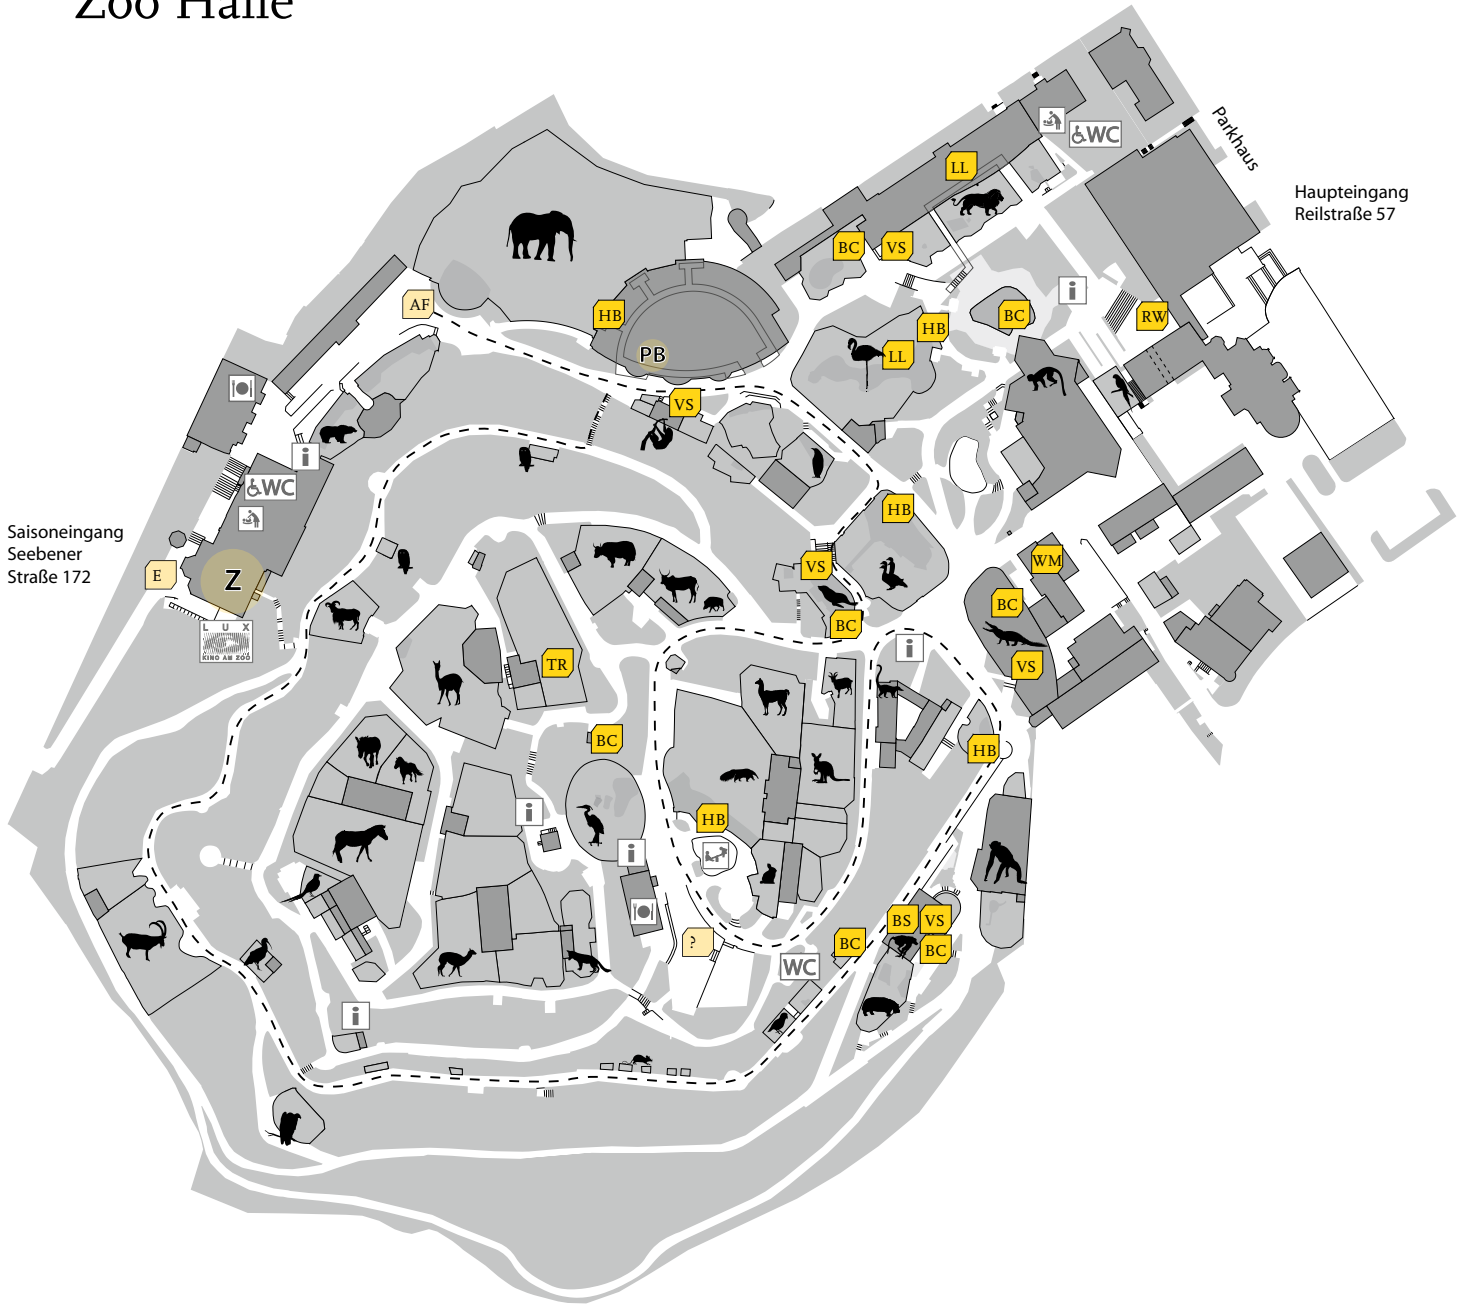 Zoo Halle
Parkhaus
Haupteingang
Reilstraße 57
WC
LL
BC
VS
i
AF
HB
BC
RW
HB
PB
LL
VS
i
WC
HB
Saisoneingang
Seebener
Straße 172
E
Z
VS
WM
BC
BC
LUX
KINO AM ZOO
i
TR
VS
BC
HB
i
HB
i
BS
VS
?
BC
BC
WC
i